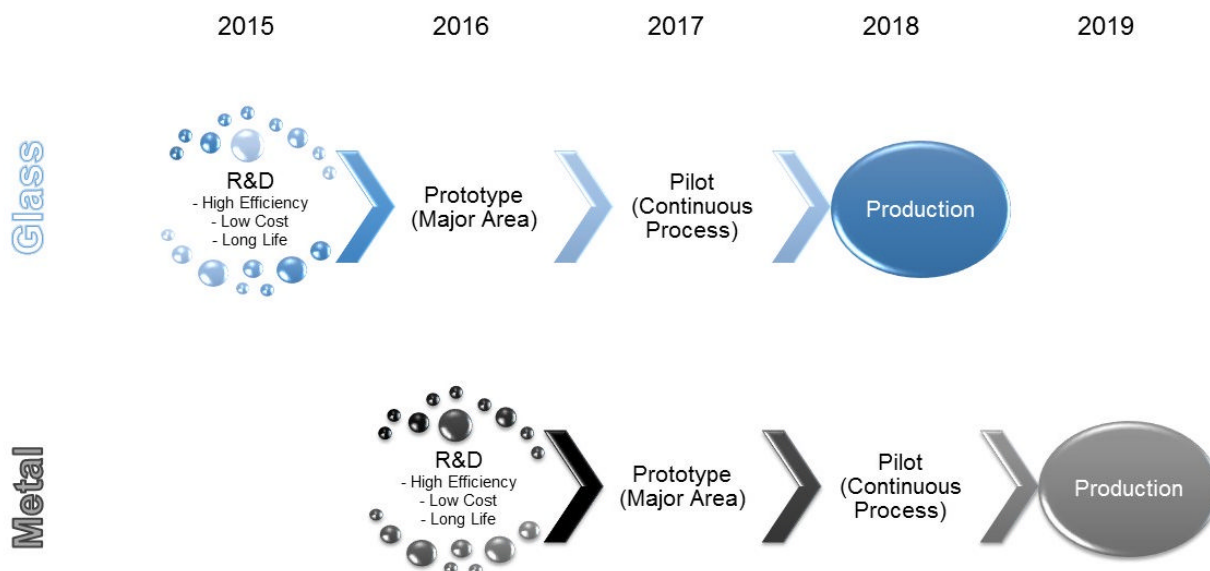 2015 2016 2017 2018 2019
Glass
R&D
- High Efficiency
- Low Cost
- Long Life
Prototype
(Major Area)
Pilot
(Continuous
Process)
Production
Metal
R&D
- High Efficiency
- Low Cost
- Long Life
Prototype
(Major Area)
Pilot
(Continuous
Process)
Production